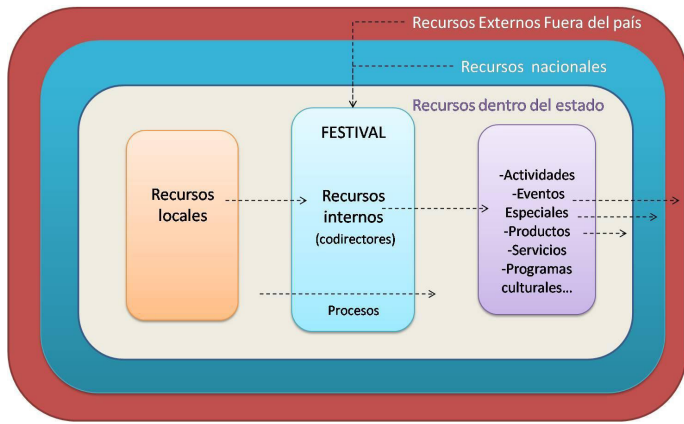 Recursos Externos Fuera del país
Recursos nacionales
Recursos dentro del estado
Recursos
locales
FESTIVAL
Recursos
internos
(codirectores)
Procesos
-Actividades
-Eventos
Especiales
-Productos
-Servicios
-Programas
culturales...